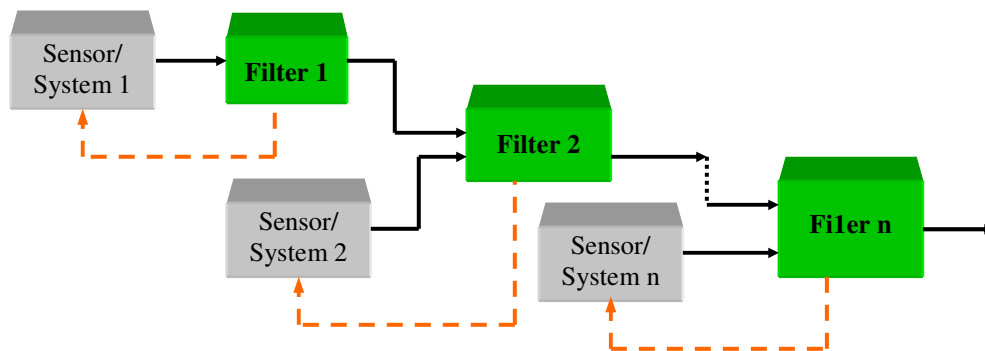 Sensor/
System 1
Filter 1
Filter 2
Sensor/
System 2
Fi1er n
Sensor/
System n